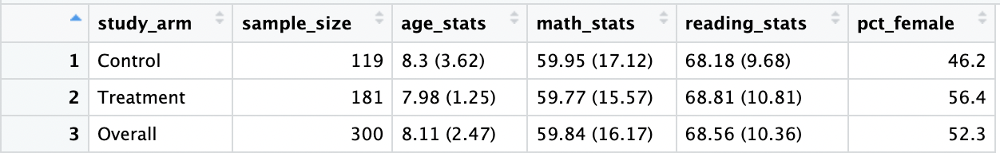 study_arm sample_size age_stats math_stats reading_stats pct_female
1 Control 119 8.3 (3.62) 59.95 (17.12) 68.18 (9.68) 46.2
2 Treatment 181 7.98 (1.25) 59.77 (15.57) 68.81 (10.81) 56.4
3 Overall 300 8.11 (2.47) 59.84 (16.17) 68.56 (10.36) 52.3